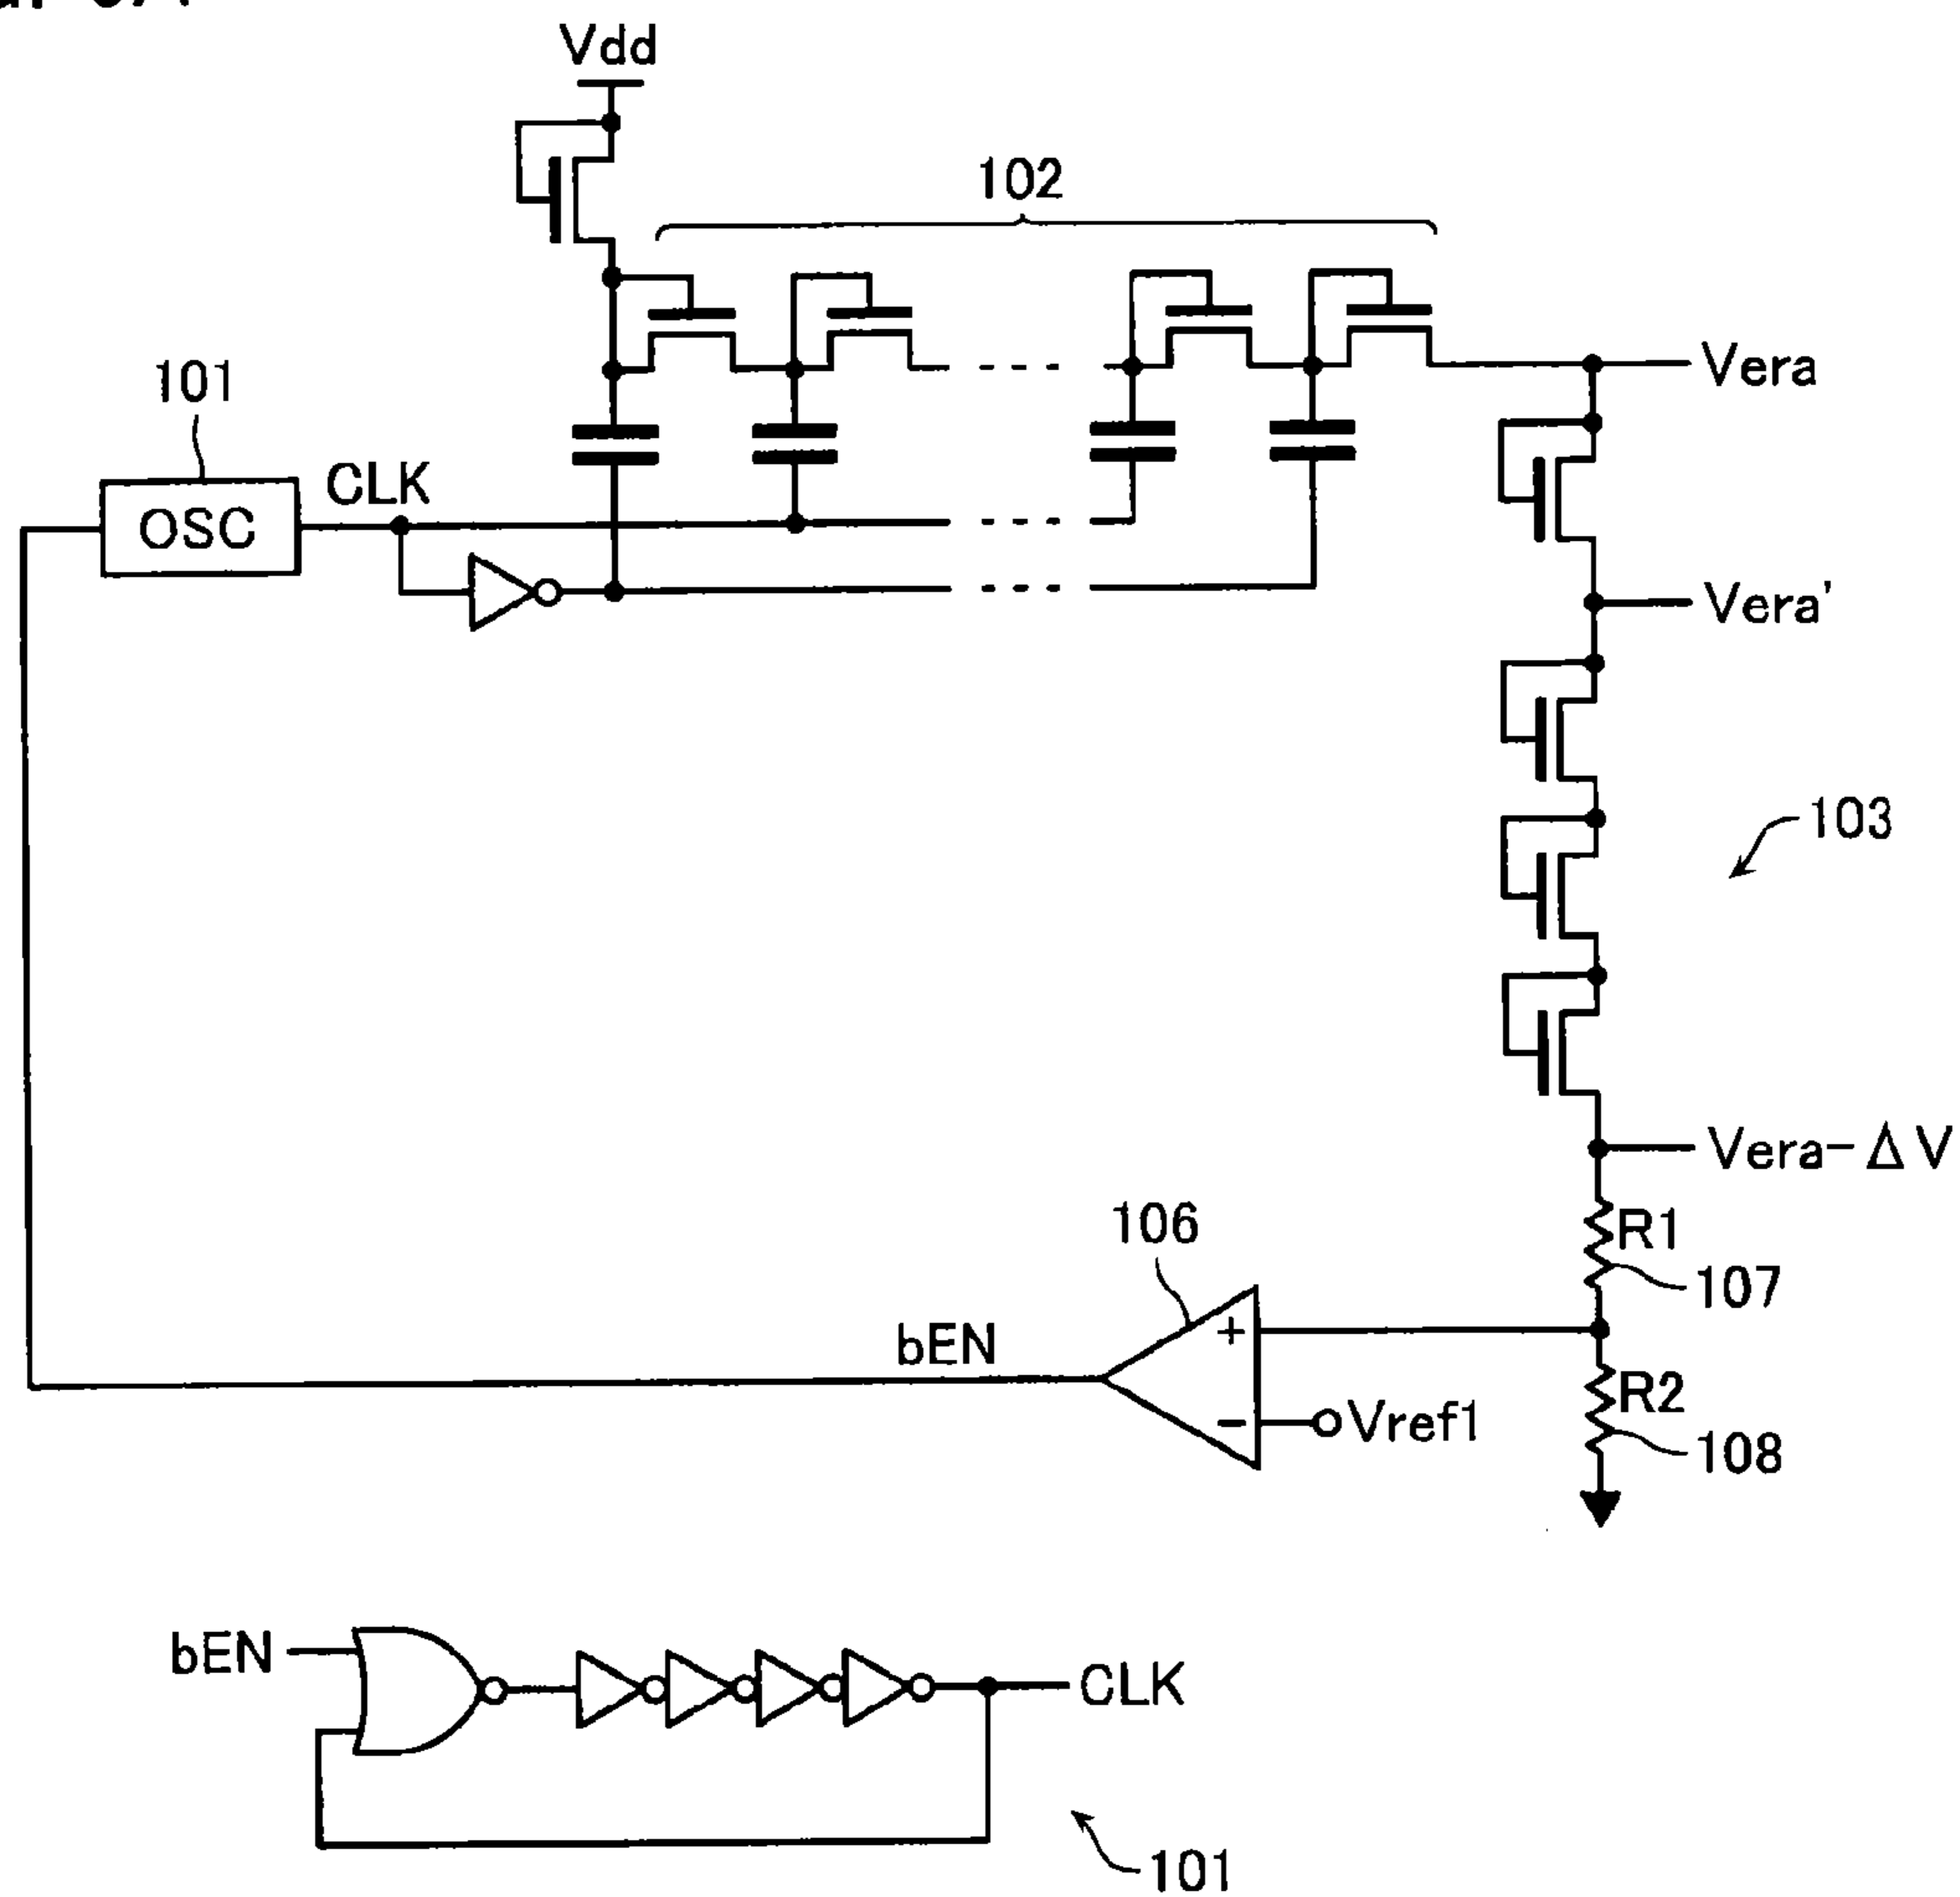 Vdd
102
101
Vera
CLK
OSC
Vera'
103
Vera-ΔV
106
R1
107
bEN
+
R2
-
Vref1
108
bEN
CLK
101